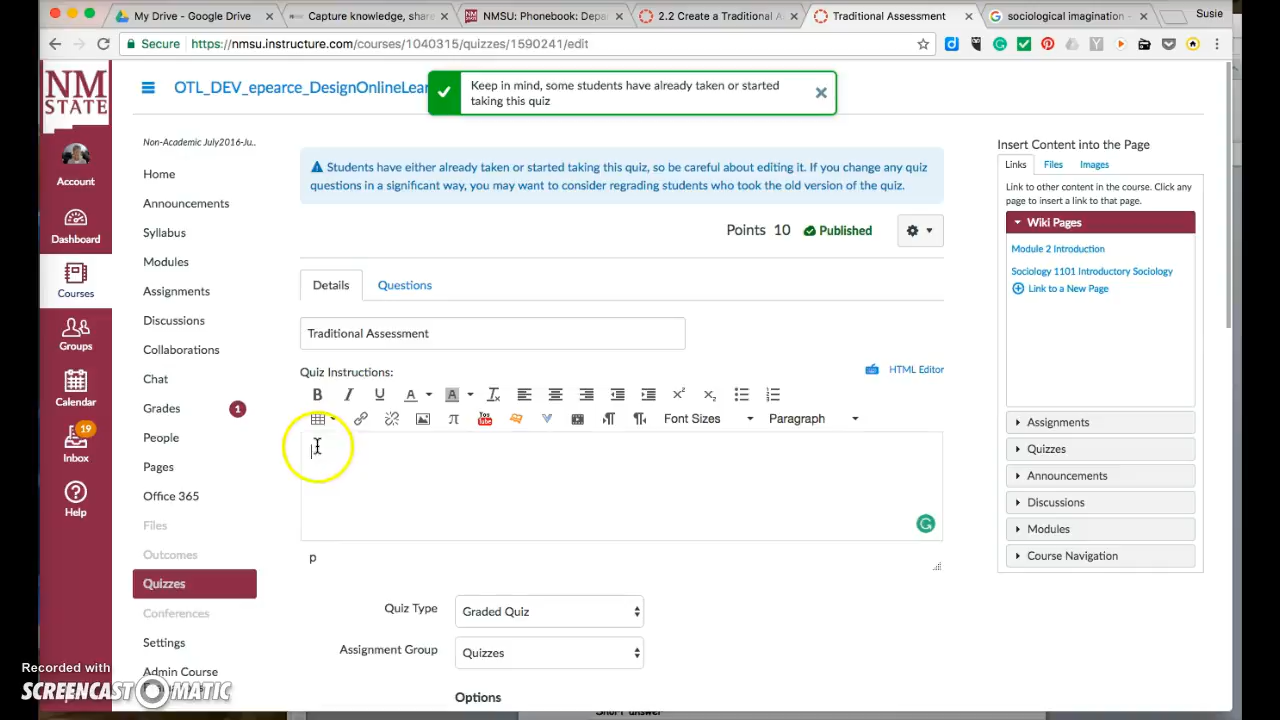 My Drive - Google Drive
Capture knowledge, share
NMSU: Phonebook: Depa
2.2 Create a Traditional A
Traditional Assessment
sociological imagination -
Susie
Secure
https://nmsu.instructure.com/courses/1040315/quizzes/1590241/edit
NM
STATE
OTL_DEV_epearce_DesignOnlineLear
Keep in mind, some students have already taken or started
taking this quiz
Non-Academic July2016-Ju..
Account
Dashboard
Courses
Groups
Calendar
19
Inbox
Help
Home
Announcements
Syllabus
Modules
Assignments
Discussions
Collaborations
Chat
Grades
1
People
Pages
Office 365
Files
Outcomes
Quizzes
Conferences
Settings
Admin Course
Students have either already taken or started taking this quiz, so be careful about editing it. If you change any quiz
questions in a significant way, you may want to consider regrading students who took the old version of the quiz.
Points 10
Published
Details
Questions
Traditional Assessment
Quiz Instructions:
HTML Editor
Font Sizes
Paragraph
p
Quiz Type
Graded Quiz
Assignment Group
Quizzes
Options
Short answer
Insert Content into the Page
Links
Files
Images
Link to other content in the course. Click any
page to insert a link to that page.
Wiki Pages
Module 2 Introduction
Sociology 1101 Introductory Sociology
Link to a New Page
Assignments
Quizzes
Announcements
Discussions
Modules
Course Navigation
Recorded with
SCREENCAST-O-MATIC